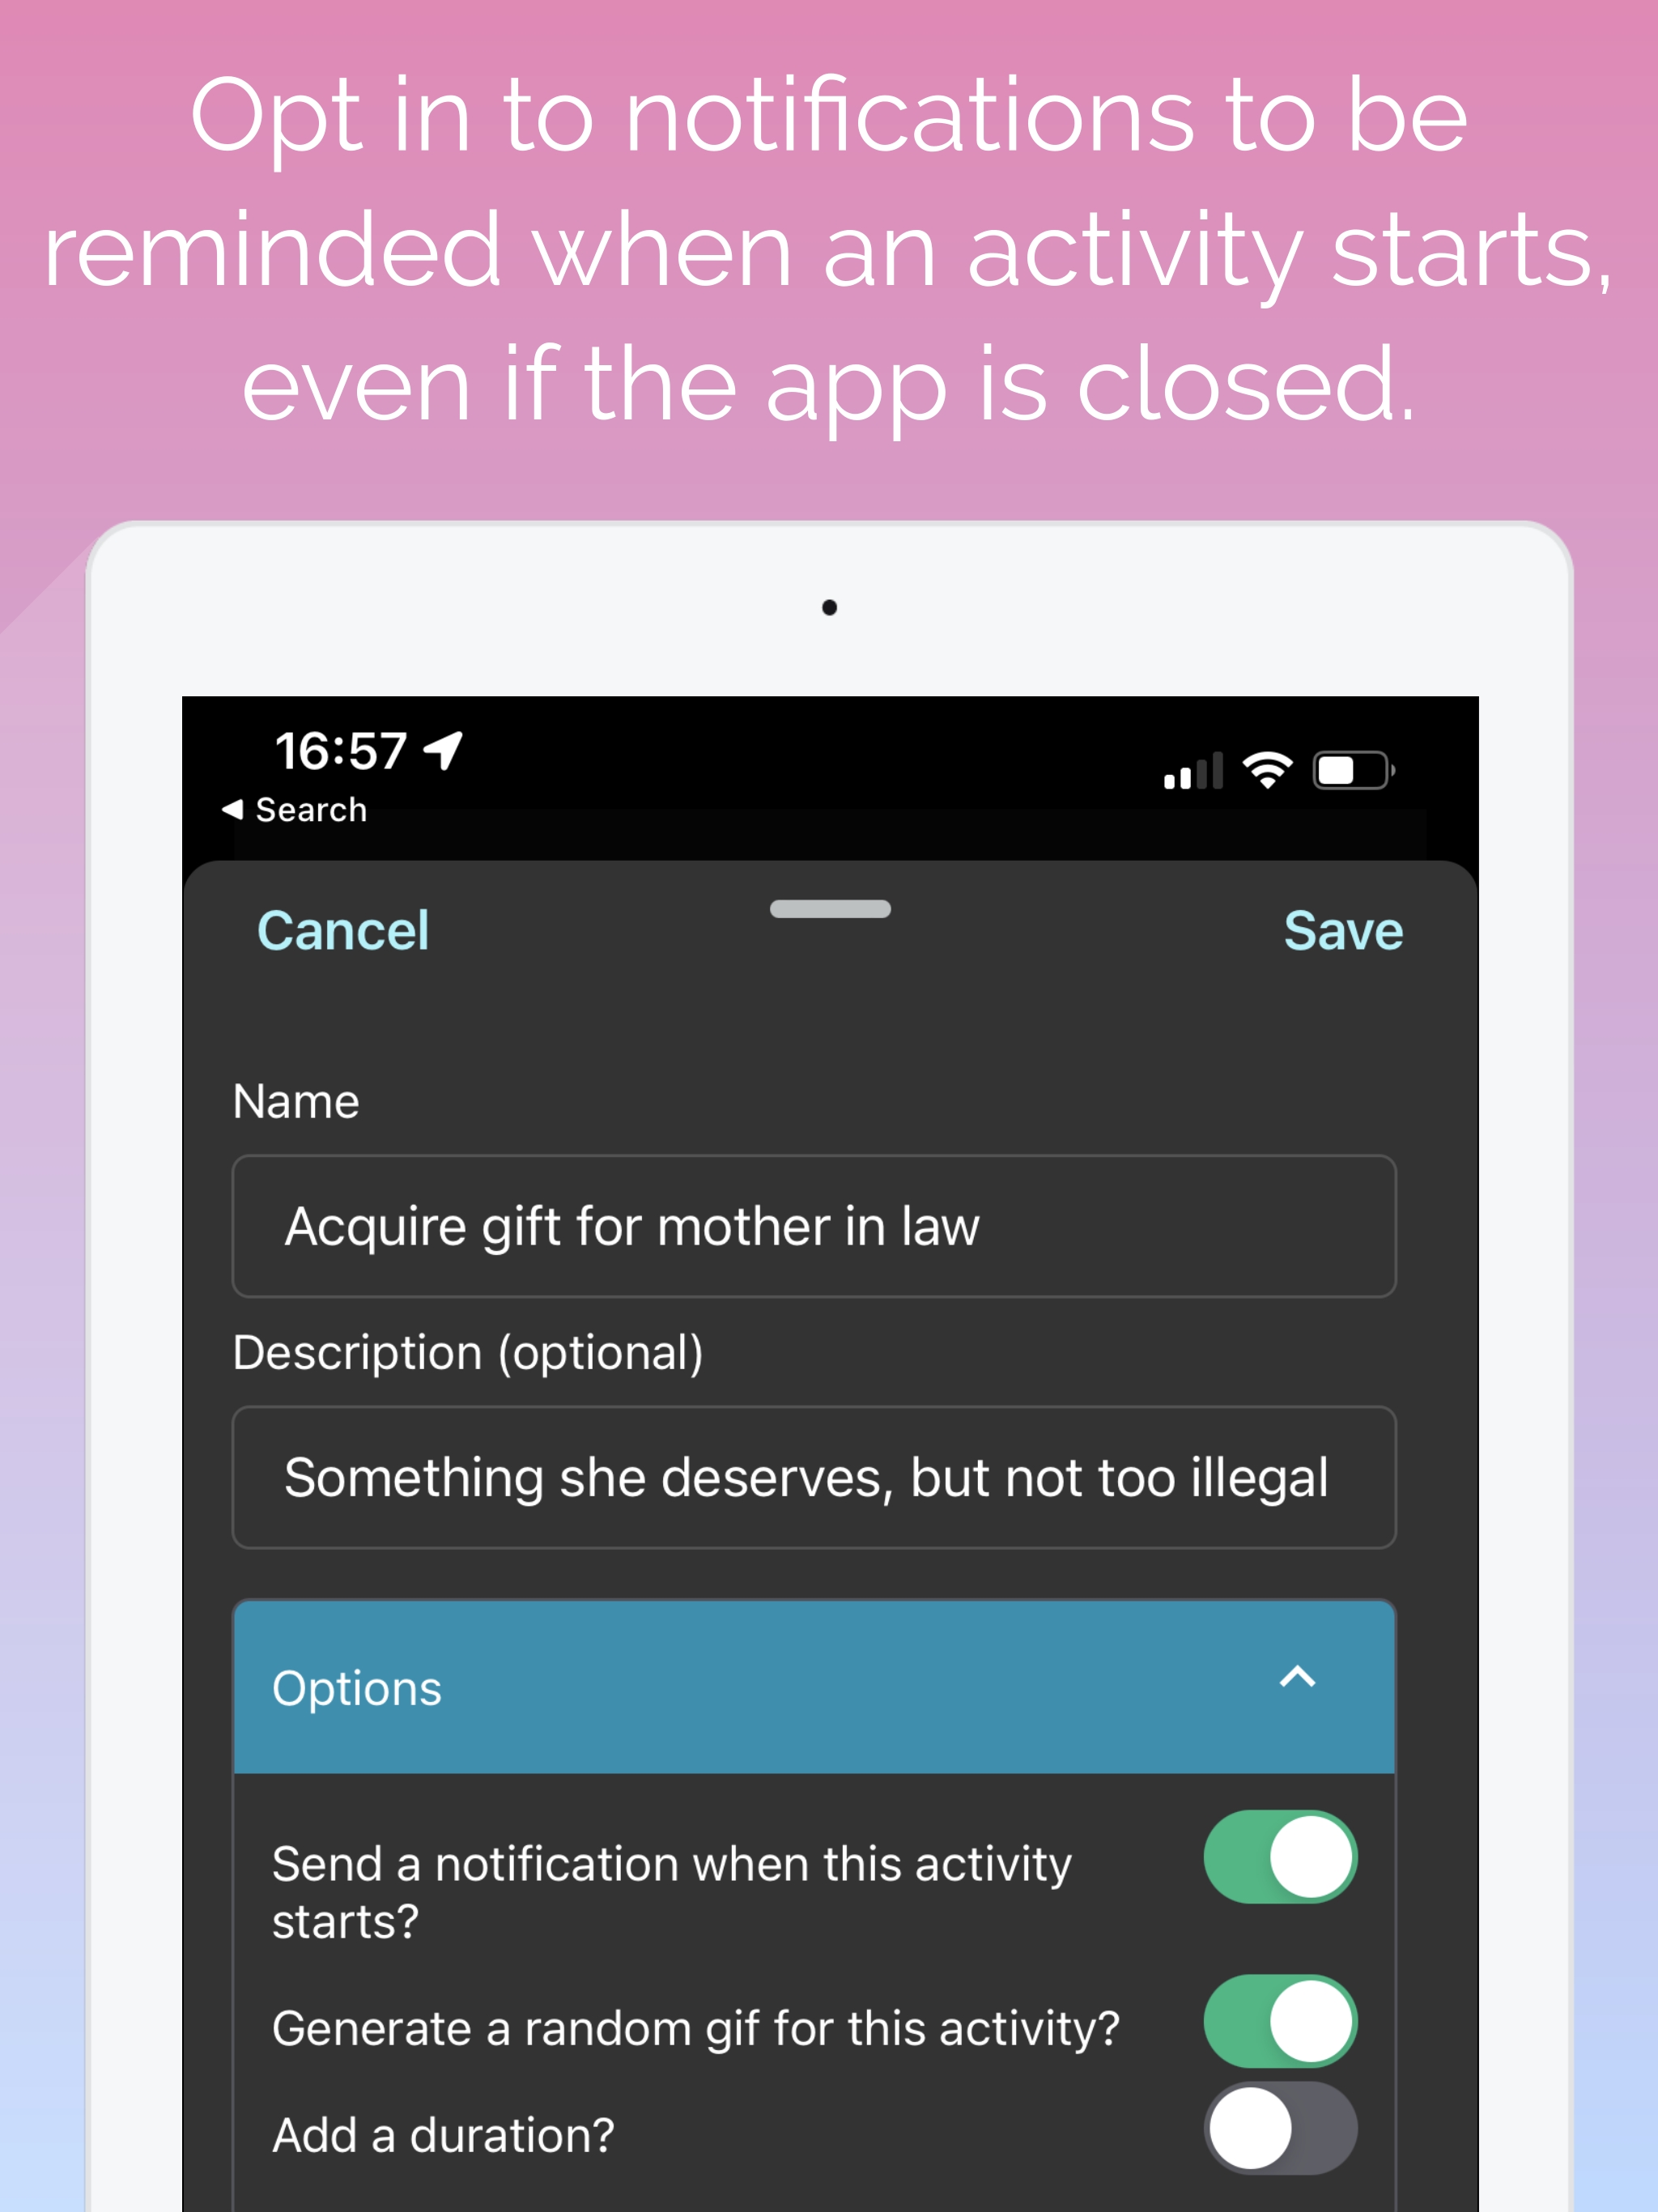 Opt in to notifications to be
reminded when an activity starts,
even if the app is closed.
16:57
Search
Cancel
Save
Name
Acquire gift for mother in law
Description (optional)
Something she deserves, but not too illegal
Options
Send a notification when this activity
starts?
Generate a random gif for this activity?
Add a duration?